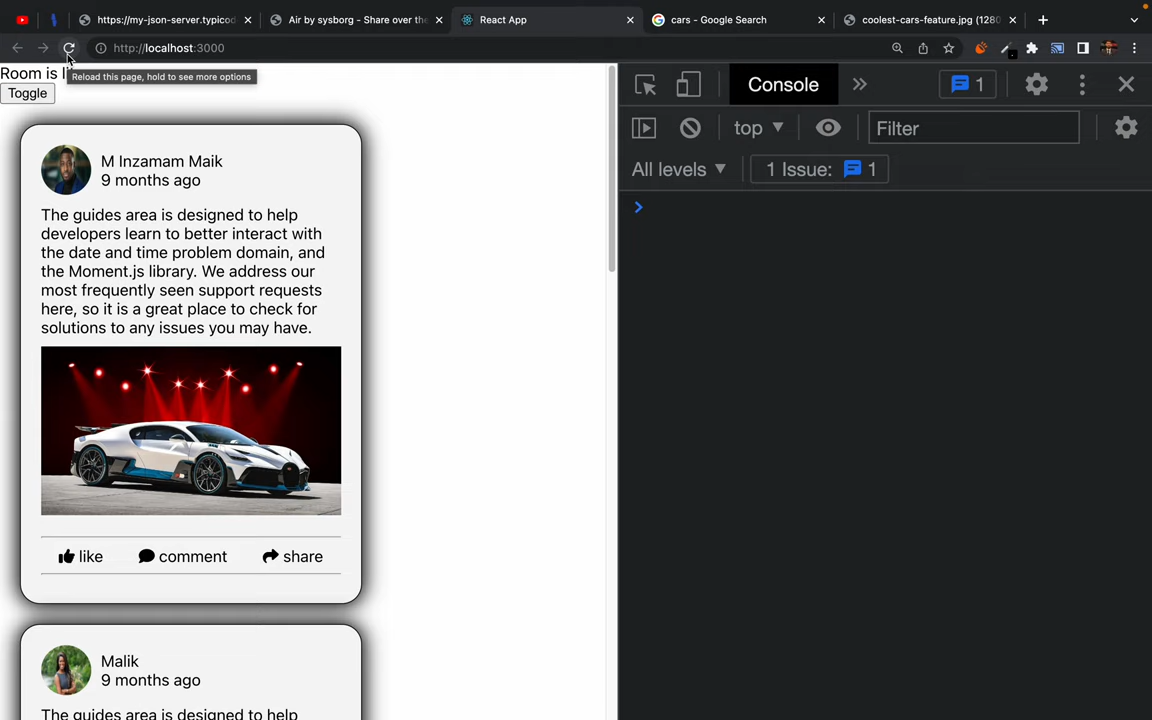 https://my-json-server.typicod
Air by sysborg - Share over the
React App
cars - Google Search
coolest-cars-feature.jpg (1280
http://localhost:3000
Reload this page, hold to see more options
Room is li
Toggle
Console
1
top
Filter
All levels
1 Issue:
1
M Inzamam Maik
9 months ago
The guides area is designed to help
developers learn to better interact with
the date and time problem domain, and
the Moment.js library. We address our
most frequently seen support requests
here, so it is a great place to check for
solutions to any issues you may have.
like
comment
share
Malik
9 months ago
The guides area is designed to help